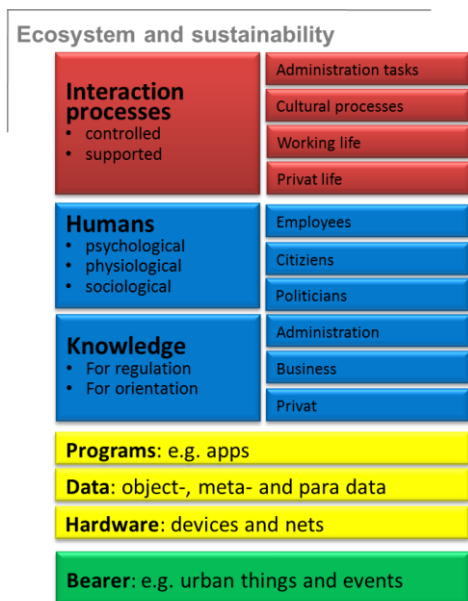 Ecosystem and sustainability
Interaction
processes
• controlled
• supported
Administration tasks
Cultural processes
Working life
Privat life
Humans
• psychological
• physiological
• sociological
Employees
Citiziens
Politicians
Knowledge
• For regulation
• For orientation
Administration
Business
Privat
Programs: e.g. apps
Data: object-, meta- and para data
Hardware: devices and nets
Bearer: e.g. urban things and events